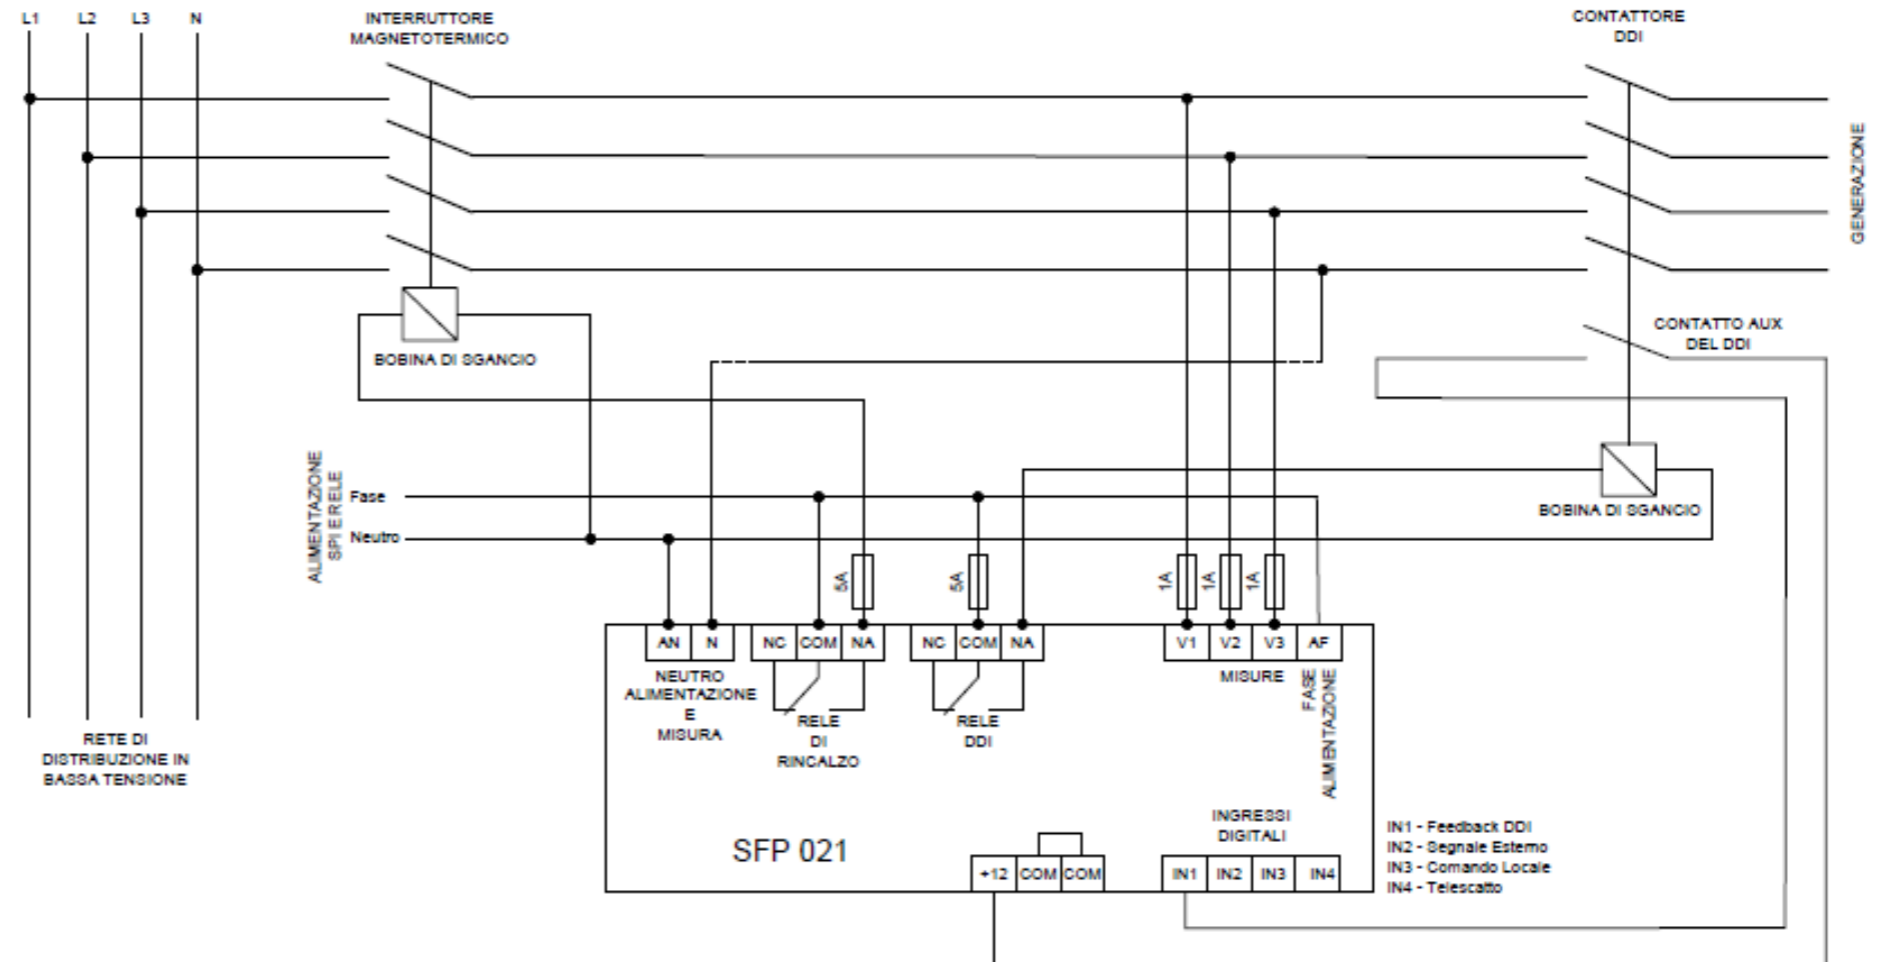 L1 L2 L3 N
INTERRUTTORE
MAGNETOTERMICO
CONTATTORE
DDI
GENERAZIONE
BOBINA DI SGANCIO
CONTATTO AUX
DEL DDI
ALIMENTAZIONE
SPI E RELE
Fase
Neutro
BOBINA DI SGANCIO
5A 5A 1A 1A 1A
AN N NC COM NA NC COM NA V1 V2 V3 AF
NEUTRO
ALIMENTAZIONE
E
MISURA
RELE
DI
RINCALZO
RELE
DDI
MISURE
FASE
ALIMENTAZIONE
RETE DI
DISTRIBUZIONE IN
BASSA TENSIONE
SFP 021
INGRESSI
DIGITALI
+12 COM COM IN1 IN2 IN3 IN4
IN1 - Feedback DDI
IN2 - Segnale Esterno
IN3 - Comando Locale
IN4 - Telescatto